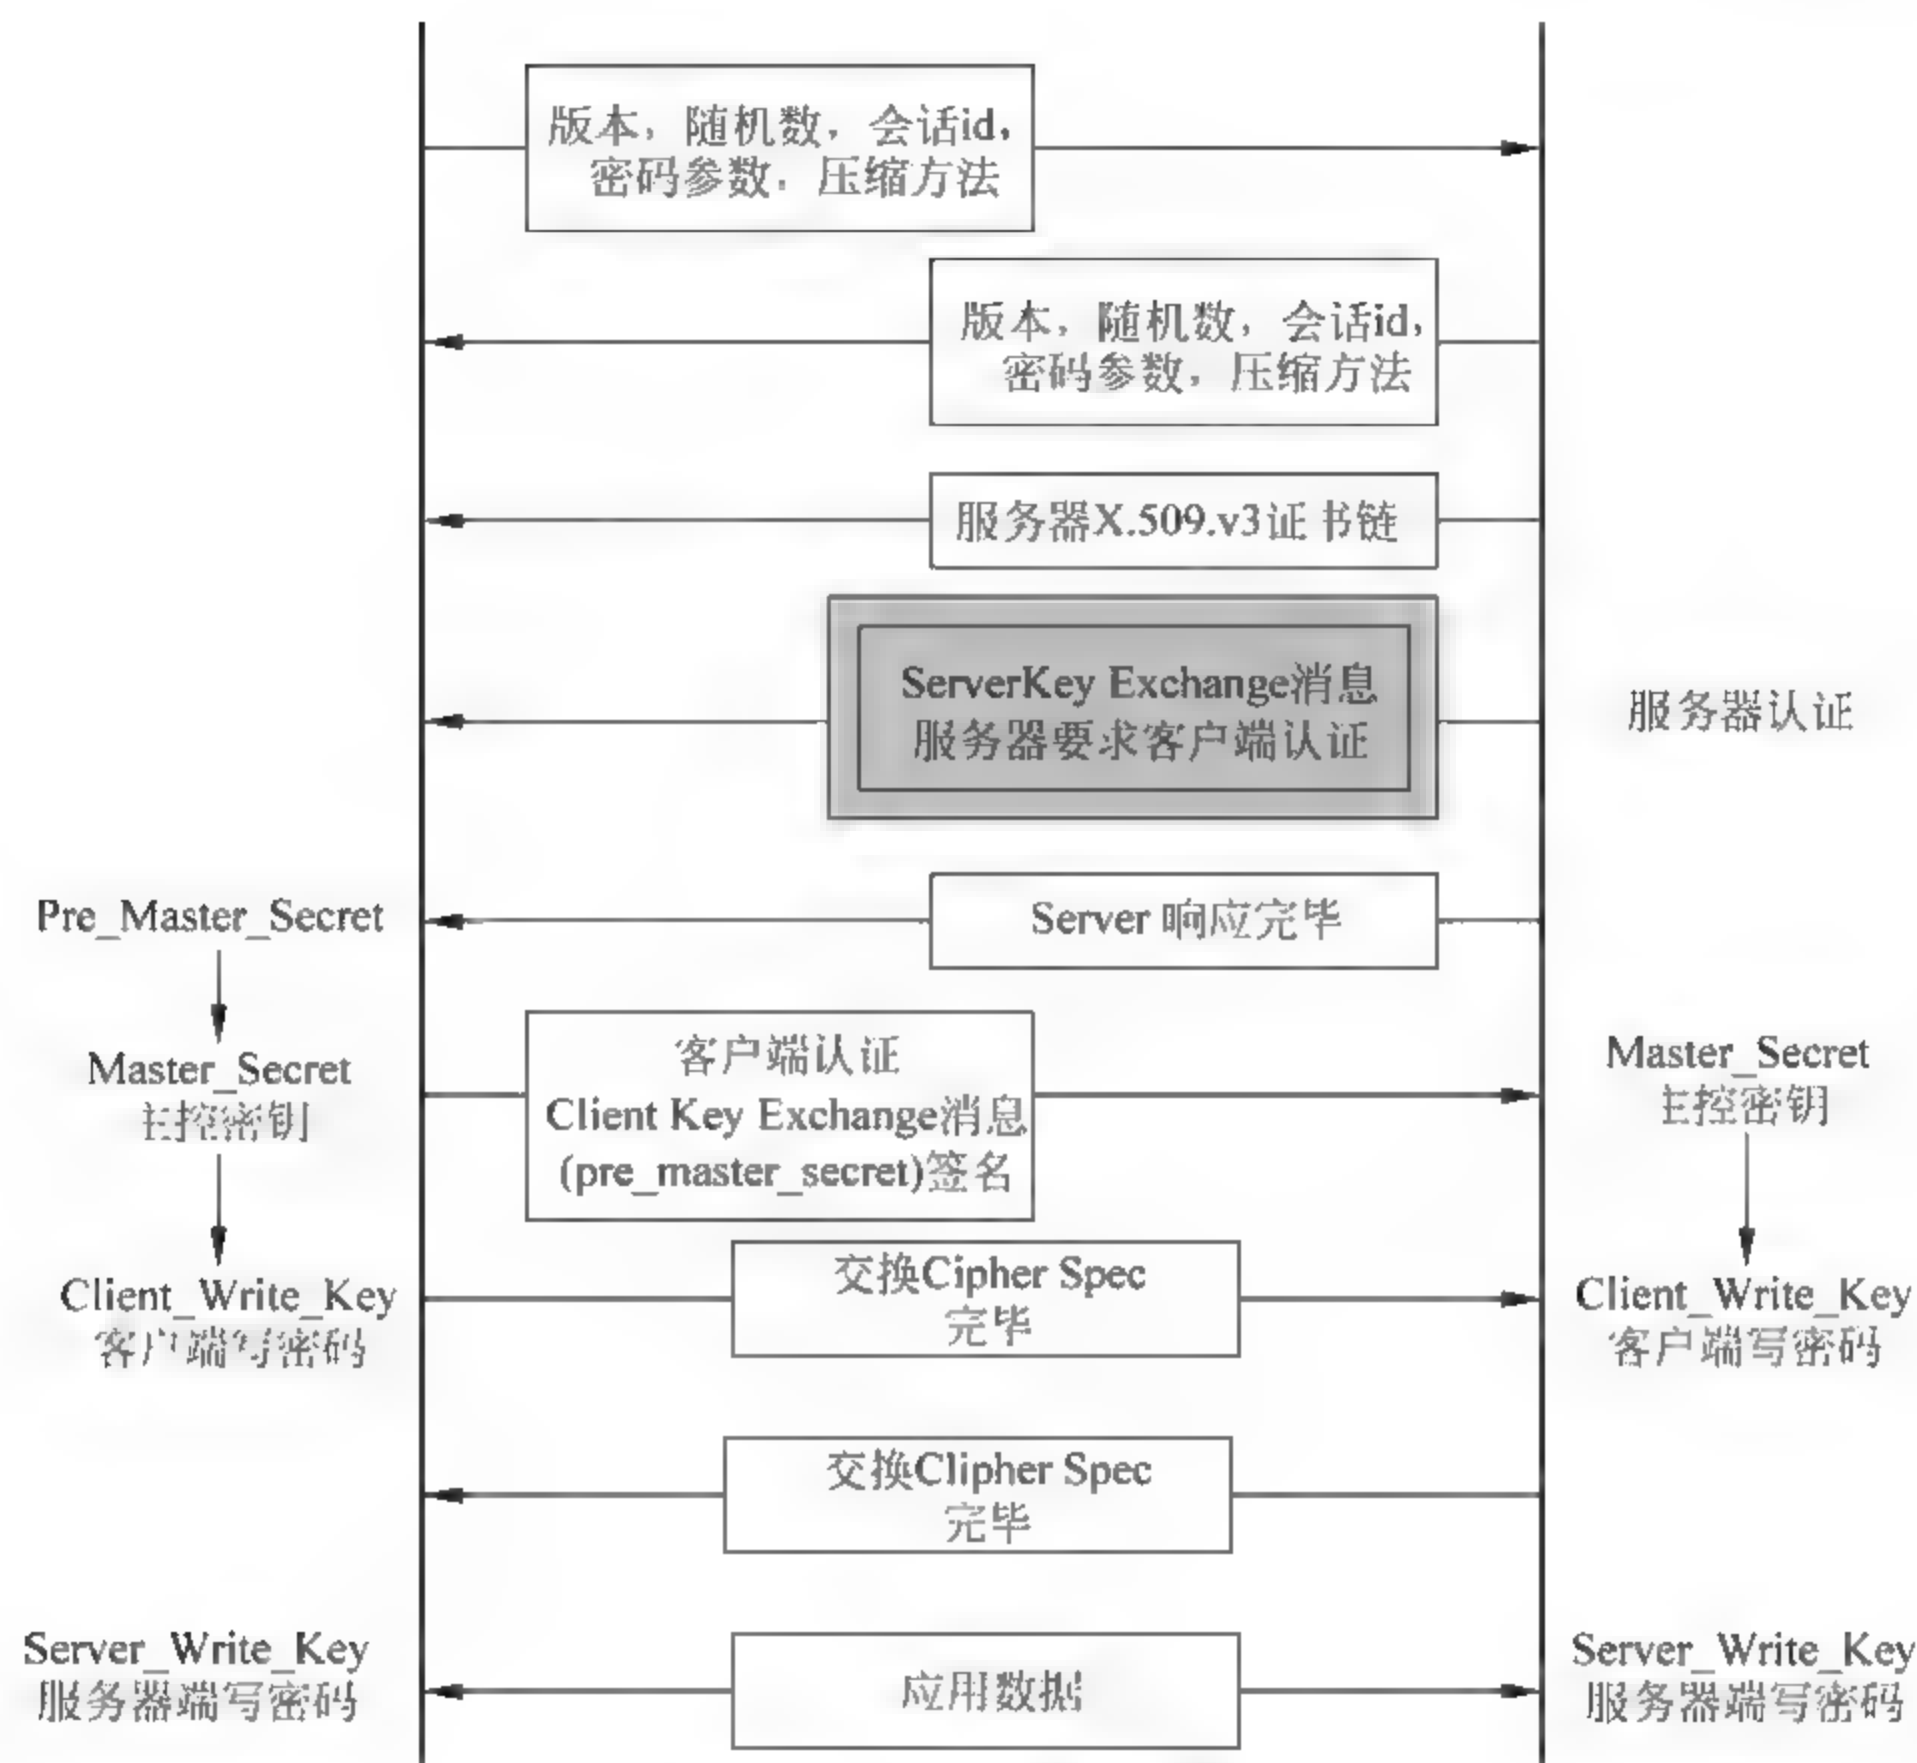 版本，随机数，会话id，
密码参数，压缩方法
版本，随机数，会话id，
密码参数，压缩方法
服务器X.509.v3证书链
ServerKey Exchange消息
服务器要求客户端认证
服务器认证
Pre_Master_Secret
Server 响应完毕
Master_Secret
主控密钥
客户端认证
Client Key Exchange消息
(pre_master_secret)签名
Master_Secret
主控密钥
Client_Write_Key
客户端写密码
交换Cipher Spec
完毕
Client_Write_Key
客户端写密码
交换Clipher Spec
完毕
Server_Write_Key
服务器端写密码
应用数据
Server_Write_Key
服务器端写密码